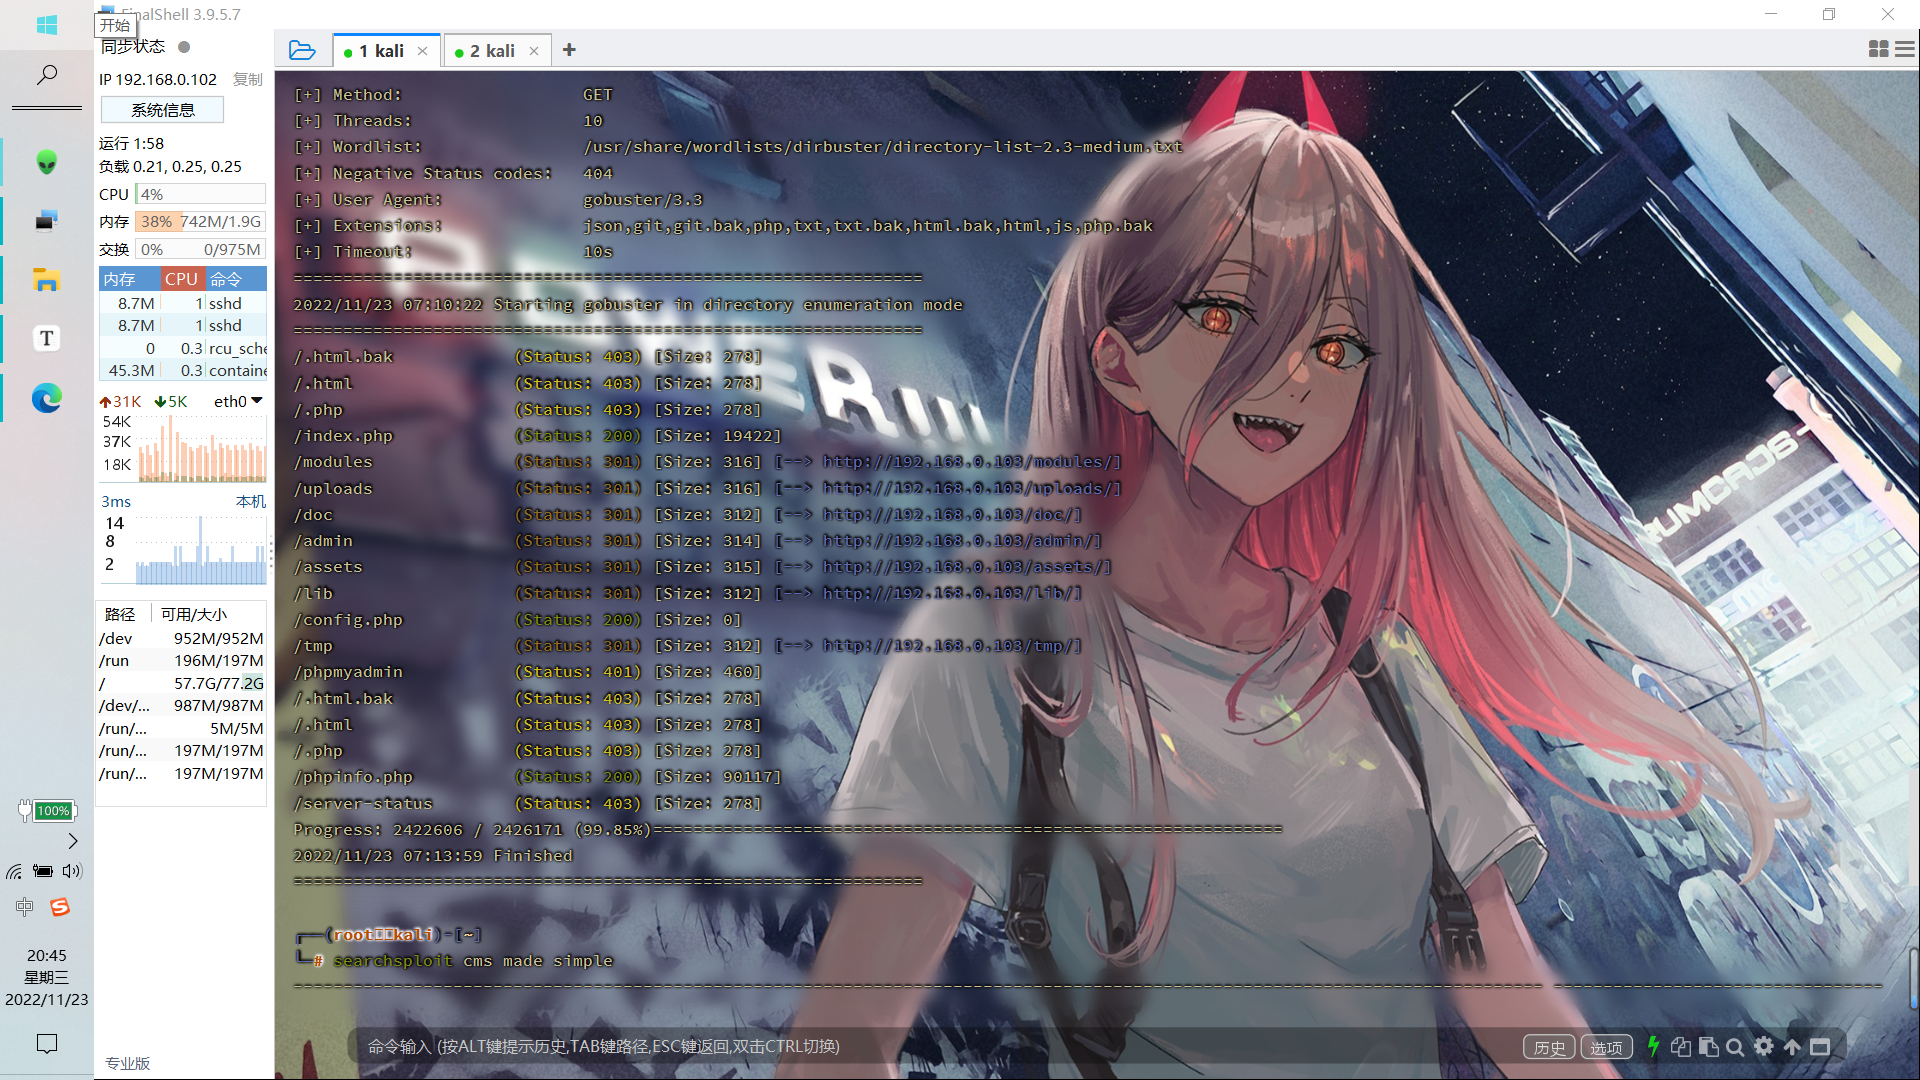 FinalShell 3.9.5.7
开始
同步状态
IP 192.168.0.102 复制
系统信息
运行 1:58
负载 0.21, 0.25, 0.25
CPU 4%
内存 38% 742M/1.9G
交换 0% 0/975M
内存 CPU 命令
8.7M 1 sshd
8.7M 1 sshd
0 0.3 rcu_sche
45.3M 0.3 containe
31K 5K eth0
54K
37K
18K
3ms 本机
14
8
2
路径 可用/大小
/dev 952M/952M
/run 196M/197M
/ 57.7G/77.2G
/dev/... 987M/987M
/run/... 5M/5M
/run/... 197M/197M
/run/... 197M/197M
专业版
T
100%
中
20:45
星期三
2022/11/23
1 kali
2 kali
[+] Method: GET
[+] Threads: 10
[+] Wordlist: /usr/share/wordlists/dirbuster/directory-list-2.3-medium.txt
[+] Negative Status codes: 404
[+] User Agent: gobuster/3.3
[+] Extensions: json,git,git.bak,php,txt,txt.bak,html.bak,html,js,php.bak
[+] Timeout: 10s
===============================================================
2022/11/23 07:10:22 Starting gobuster in directory enumeration mode
===============================================================
/.html.bak (Status: 403) [Size: 278]
/.html (Status: 403) [Size: 278]
/.php (Status: 403) [Size: 278]
/index.php (Status: 200) [Size: 19422]
/modules (Status: 301) [Size: 316] [--> http://192.168.0.103/modules/]
/uploads (Status: 301) [Size: 316] [--> http://192.168.0.103/uploads/]
/doc (Status: 301) [Size: 312] [--> http://192.168.0.103/doc/]
/admin (Status: 301) [Size: 314] [--> http://192.168.0.103/admin/]
/assets (Status: 301) [Size: 315] [--> http://192.168.0.103/assets/]
/lib (Status: 301) [Size: 312] [--> http://192.168.0.103/lib/]
/config.php (Status: 200) [Size: 0]
/tmp (Status: 301) [Size: 312] [--> http://192.168.0.103/tmp/]
/phpmyadmin (Status: 401) [Size: 460]
/.html.bak (Status: 403) [Size: 278]
/.html (Status: 403) [Size: 278]
/.php (Status: 403) [Size: 278]
/phpinfo.php (Status: 200) [Size: 90117]
/server-status (Status: 403) [Size: 278]
Progress: 2422606 / 2426171 (99.85%)===============================================================
2022/11/23 07:13:59 Finished
===============================================================
┌──(root㉿kali)-[~]
└─# searchsploit cms made simple
命令输入 (按ALT键提示历史,TAB键路径,ESC键返回,双击CTRL切换)
历史 选项